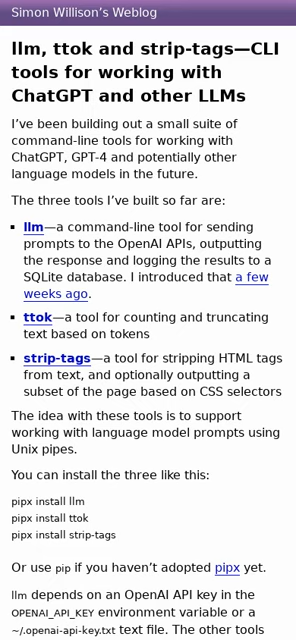 Simon Willison's Weblog
llm, ttok and strip-tags—CLI
tools for working with
ChatGPT and other LLMs
I've been building out a small suite of
command-line tools for working with
ChatGPT, GPT-4 and potentially other
language models in the future.
The three tools I've built so far are:
llm—a command-line tool for sending
prompts to the OpenAI APIs, outputting
the response and logging the results to a
SQLite database. I introduced that a few
weeks ago.
ttok—a tool for counting and truncating
text based on tokens
strip-tags—a tool for stripping HTML tags
from text, and optionally outputting a
subset of the page based on CSS selectors
The idea with these tools is to support
working with language model prompts using
Unix pipes.
You can install the three like this:
pipx install llm
pipx install ttok
pipx install strip-tags
Or use pip if you haven't adopted pipx yet.
llm depends on an OpenAI API key in the
OPENAI_API_KEY environment variable or a
~/.openai-api-key.txt text file. The other tools